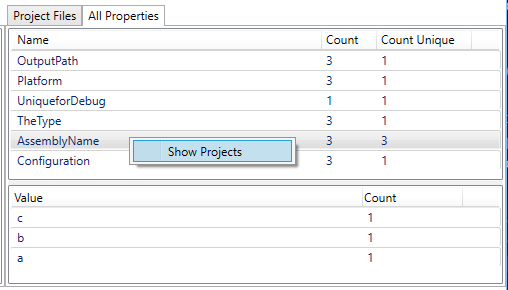 Project Files All Properties
Name Count Count Unique
OutputPath 3 1
Platform 3 1
UniqueforDebug 1 1
TheType 3 1
AssemblyName 3 3
Show Projects
Configuration 3 1
Value Count
c 1
b 1
a 1